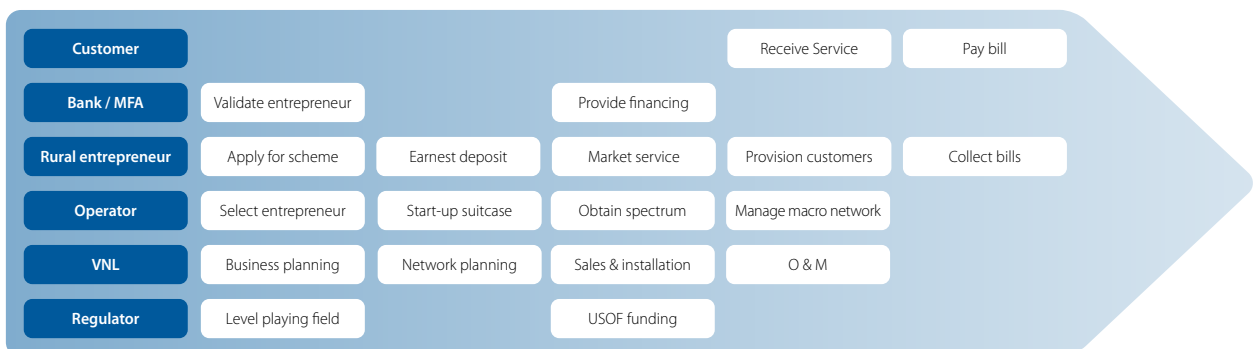 Customer Receive Service Pay bill
Bank / MFA Validate entrepreneur Provide financing
Rural entrepreneur Apply for scheme Earnest deposit Market service Provision customers Collect bills
Operator Select entrepreneur Start-up suitcase Obtain spectrum Manage macro network
VNL Business planning Network planning Sales & installation O & M
Regulator Level playing field USOF funding